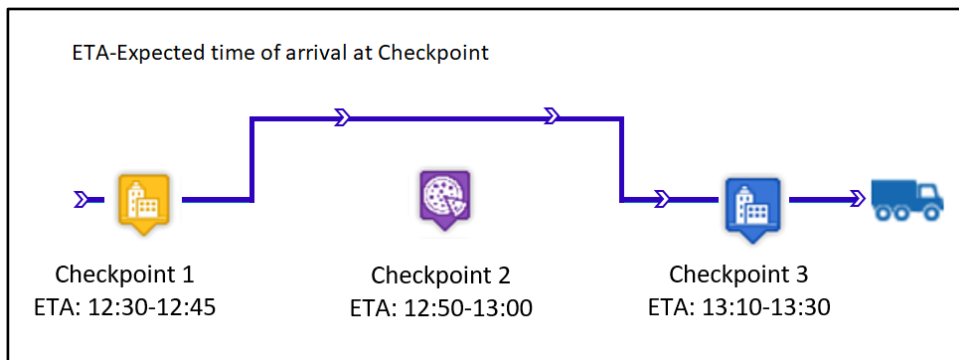 ETA-Expected time of arrival at Checkpoint
Checkpoint 1
ETA: 12:30-12:45
Checkpoint 2
ETA: 12:50-13:00
Checkpoint 3
ETA: 13:10-13:30